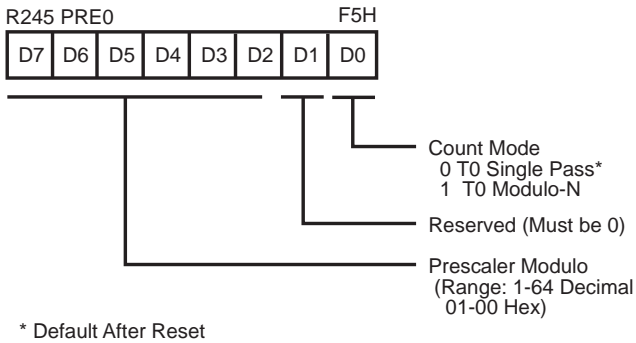 R245 PRE0 F5H
D7 D6 D5 D4 D3 D2 D1 D0
Count Mode
0 T0 Single Pass*
1 T0 Modulo-N
Reserved (Must be 0)
Prescaler Modulo
(Range: 1-64 Decimal
01-00 Hex)
* Default After Reset